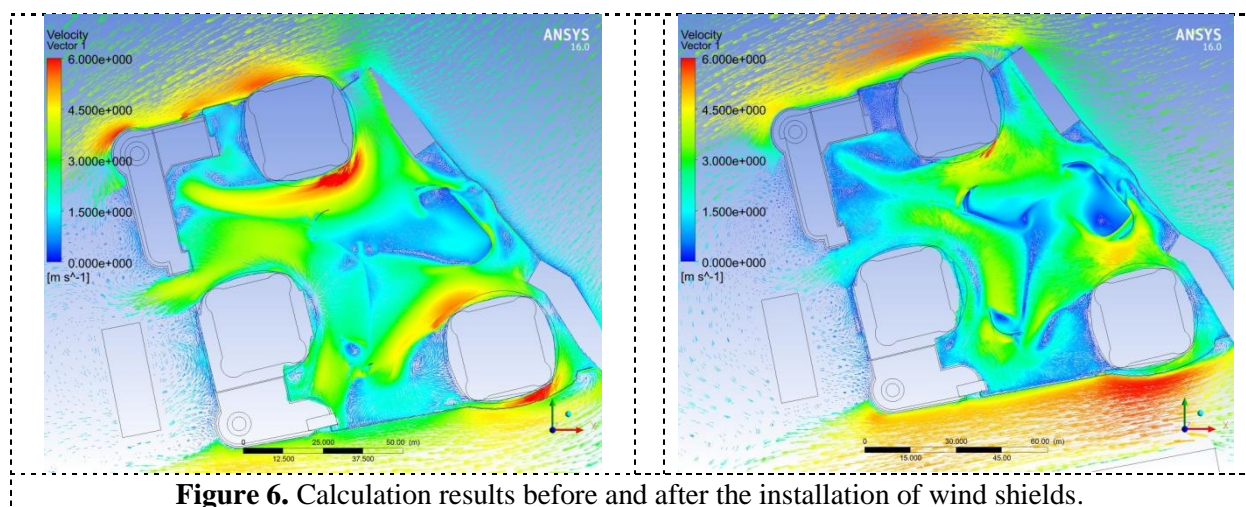 Velocity
Vector 1
6.000e+000
4.500e+000
3.000e+000
1.500e+000
0.000e+000
[m s^-1]
ANSYS
16.0
0
25.000
50.00 (m)
12.500
37.500
X
Velocity
Vector 1
6.000e+000
4.500e+000
3.000e+000
1.500e+000
0.000e+000
[m s^-1]
ANSYS
16.0
0
30.000
60.00 (m)
15.000
45.00
X
Figure 6. Calculation results before and after the installation of wind shields.